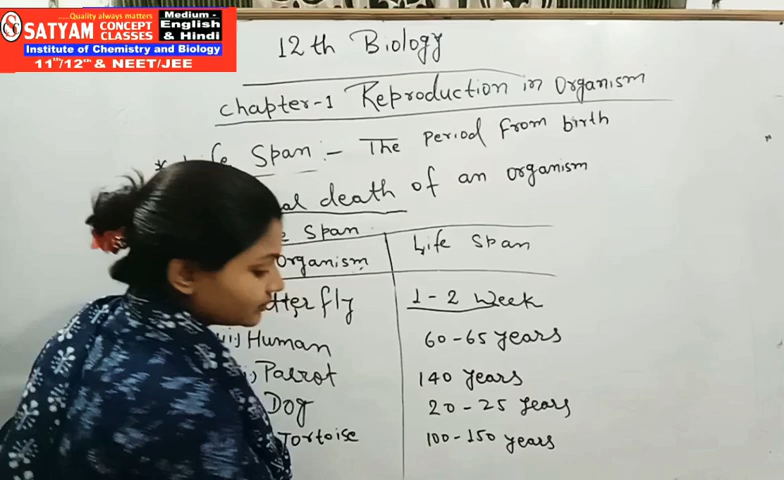 .....Quality always matters
S SATYAM CONCEPT CLASSES
Medium - English & Hindi
Institute of Chemistry and Biology
11th/12th & NEET/JEE
12th Biology
Chapter-1 Reproduction in Organism
* Life Span :- The Period From birth
death of an organism
Span
Organism Life Span
fly 1-2 Week
Human 60-65 years
Parrot 140 years
Dog 20-25 years
Tortoise 100-150 years